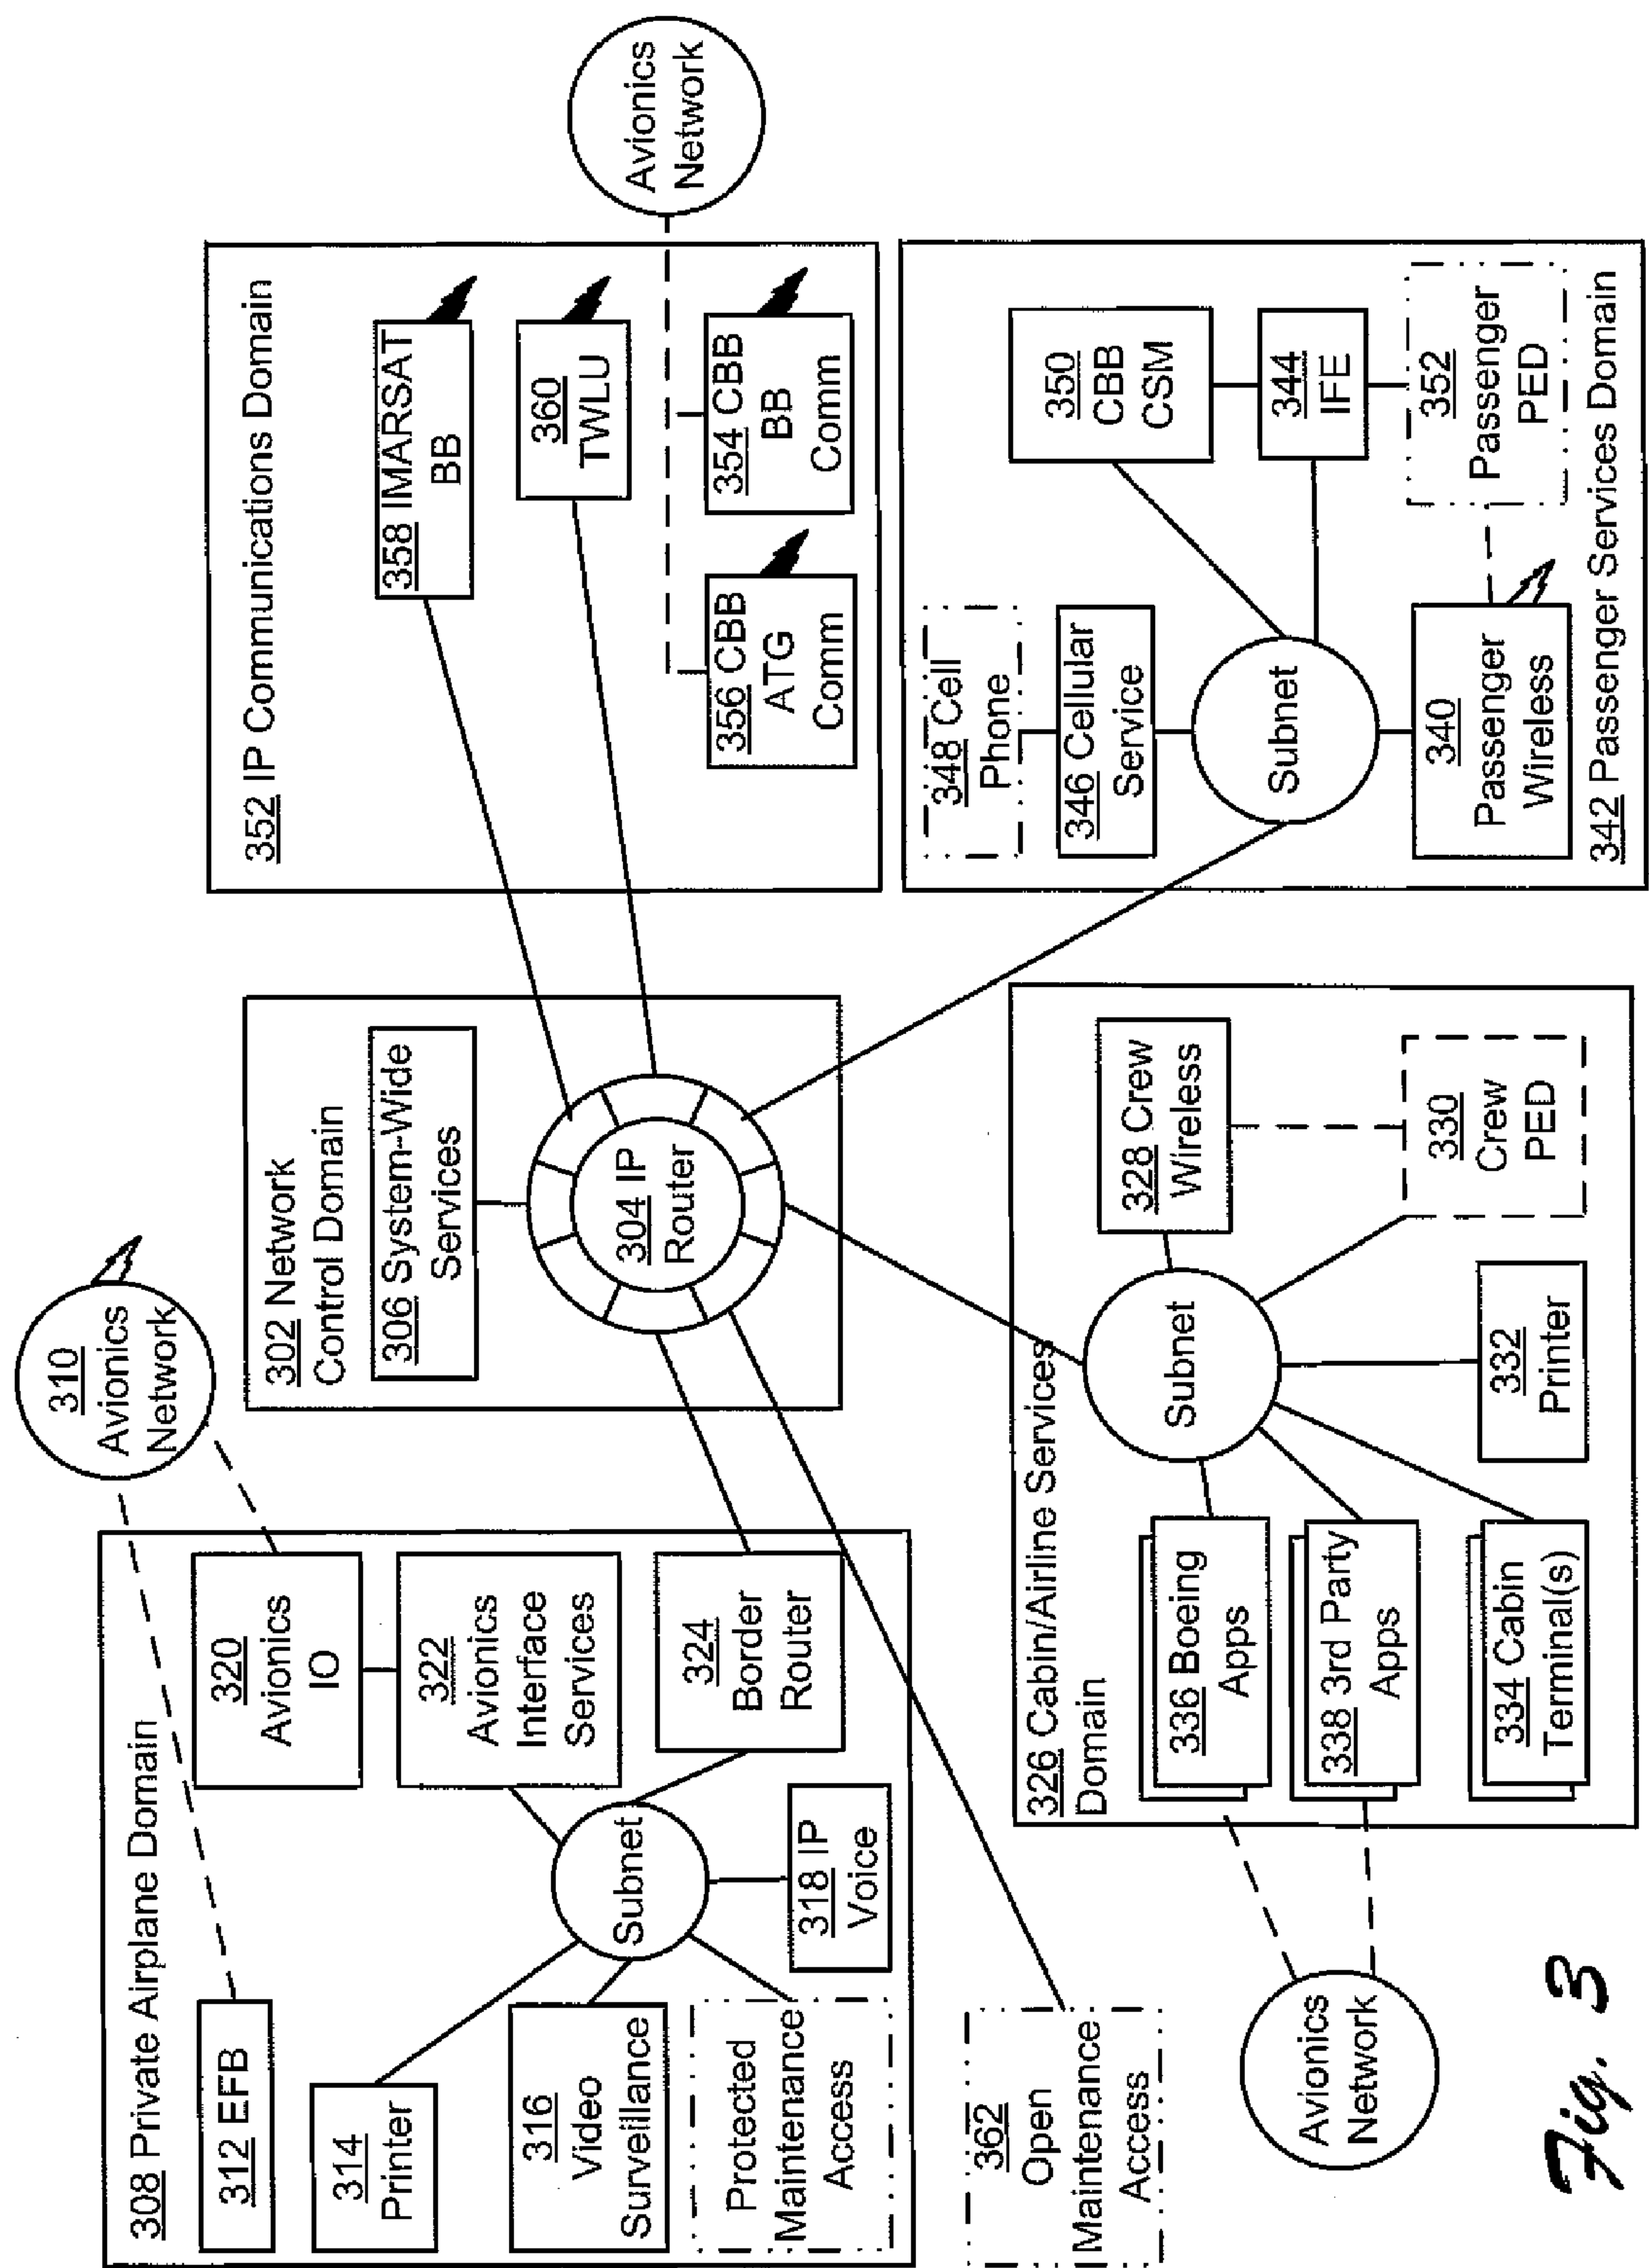 308 Private Airplane Domain
312 EFB
314
Printer
316
Video
Surveillance
Protected
Maintenance
Access
Subnet
318 IP
Voice
320
Avionics
IO
322
Avionics
Interface
Services
324
Border
Router
310
Avionics
Network
302 Network
Control Domain
306 System-Wide
Services
304 IP
Router
352 IP Communications Domain
358 IMARSAT
BB
360
TWLU
356 CBB
ATG
Comm
354 CBB
BB
Comm
Avionics
Network
362
Open
Maintenance
Access
Avionics
Network
326 Cabin/Airline Services
Domain
336 Boeing
Apps
338 3rd Party
Apps
334 Cabin
Terminal(s)
Subnet
332
Printer
328 Crew
Wireless
330
Crew
PED
348 Cell
Phone
346 Cellular
Service
Subnet
340
Passenger
Wireless
350
CBB
CSM
344
IFE
352
Passenger
PED
342 Passenger Services Domain
Fig. 3